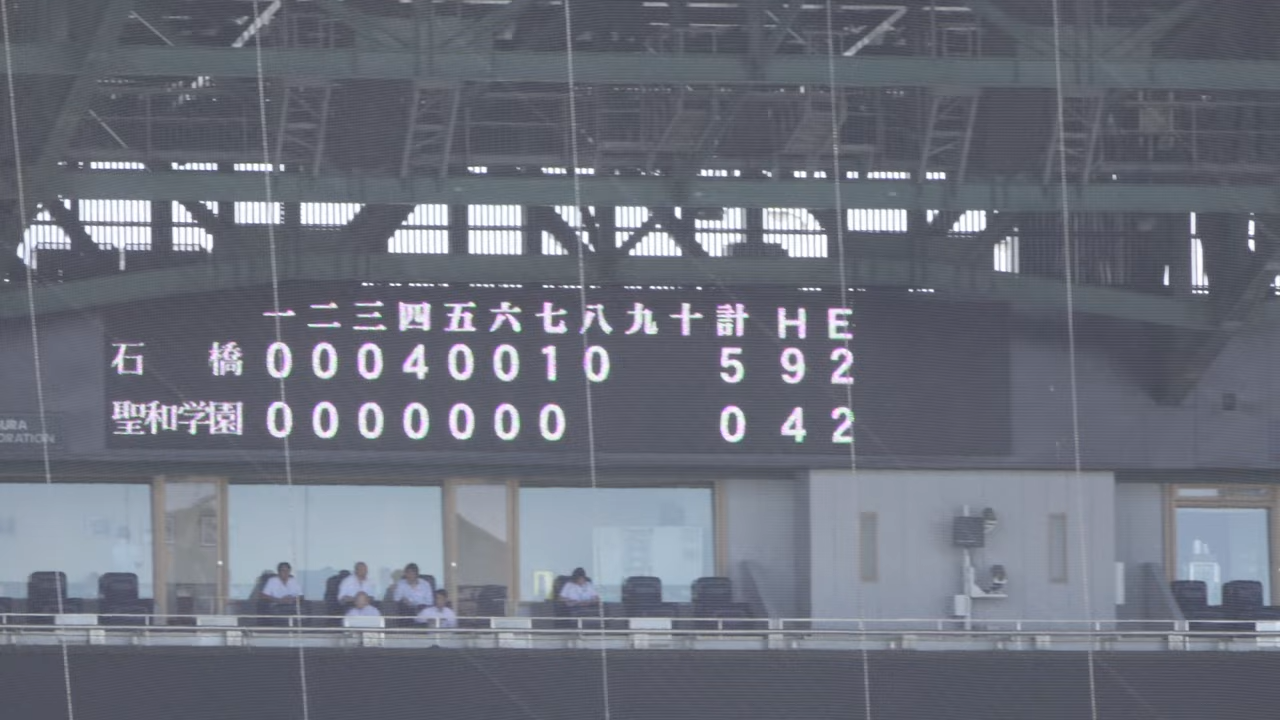 一 二 三 四 五 六 七 八 九 十 計 H E
石橋 0 0 0 4 0 0 1 0 5 9 2
聖和学園 0 0 0 0 0 0 0 0 4 2
URA
ORATION